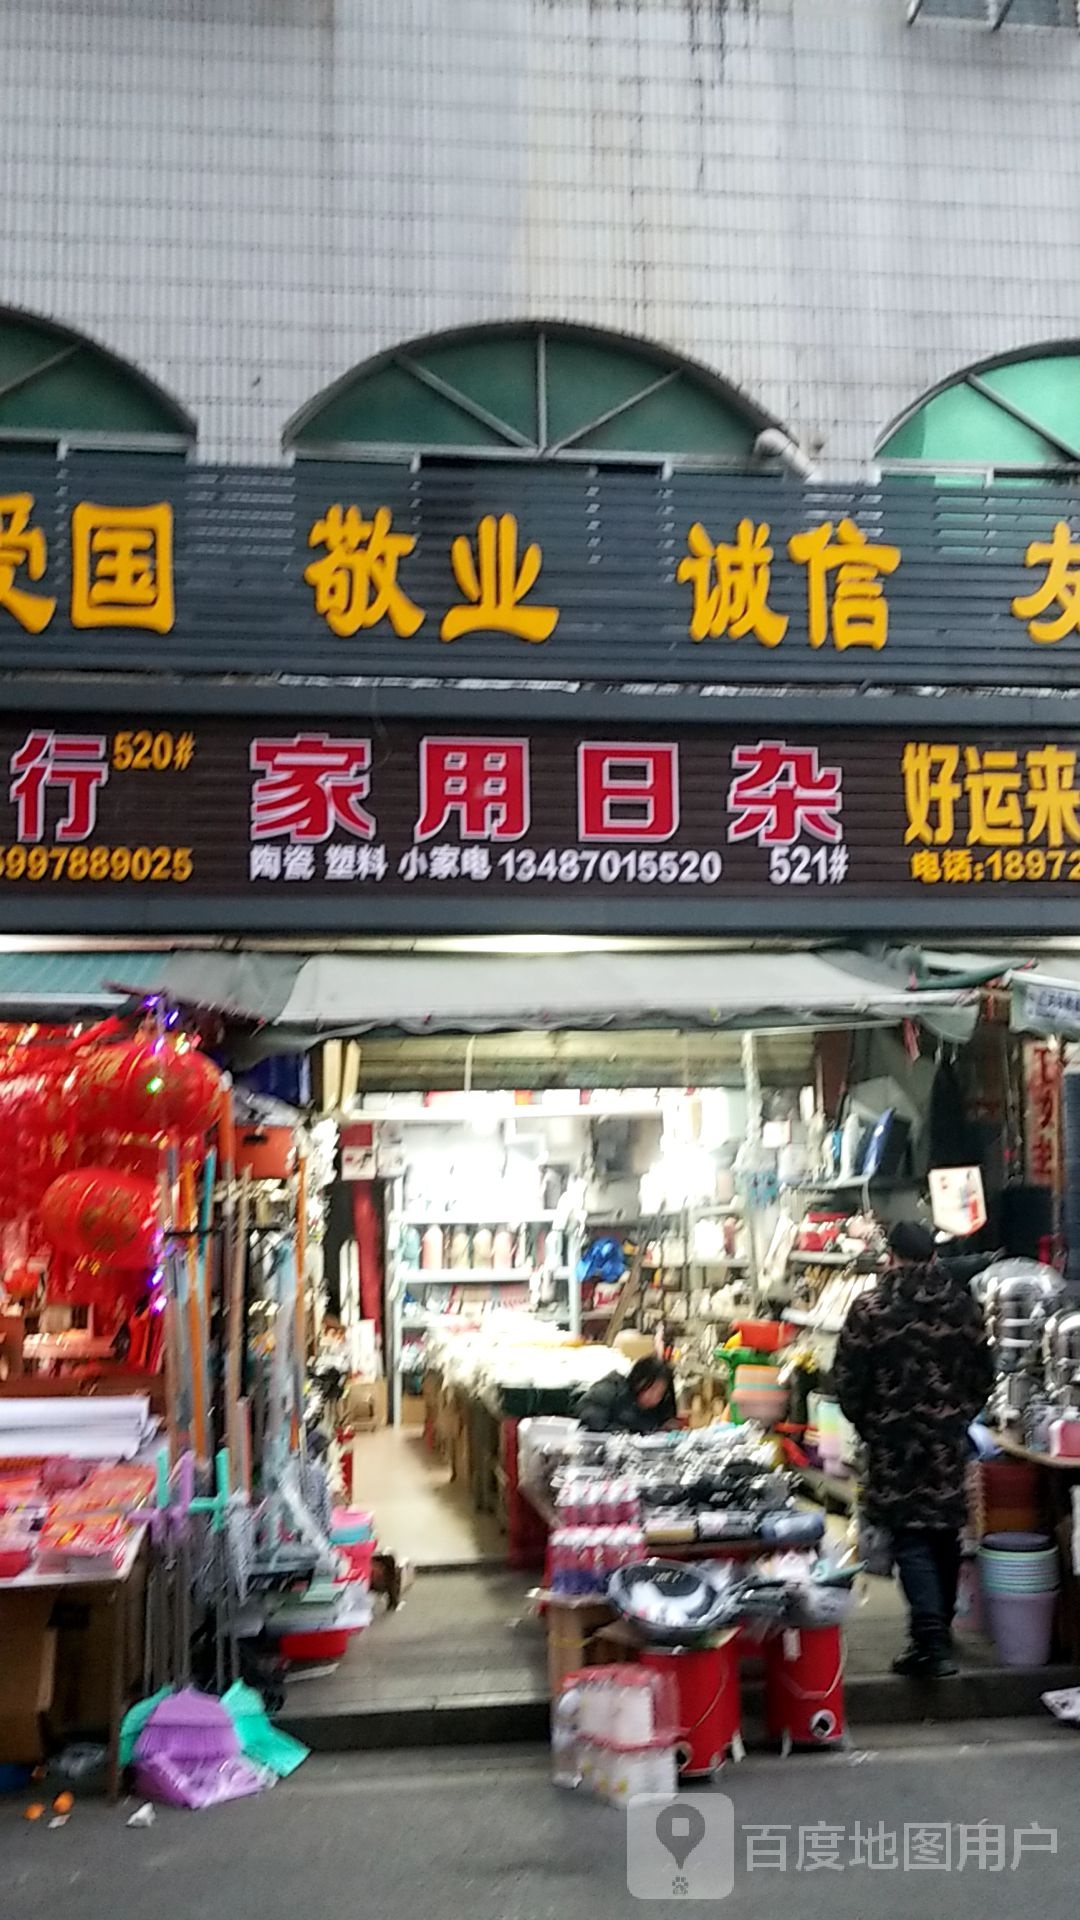 爱国 敬业 诚信 友
行 520# 家用日杂 好运来
5997889025 陶瓷 塑料 小家电 13487015520 521# 电话:18972
百度地图用户